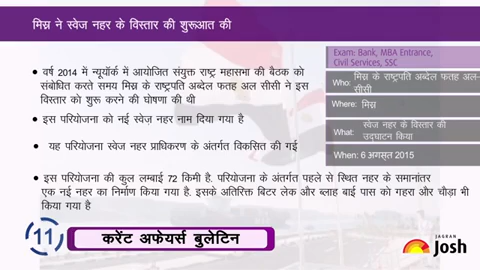 मिस्र ने स्वेज नहर के विस्तार की शुरूआत की
Exam: Bank, MBA Entrance,
Civil Services, SSC
Who: मिस्र के राष्ट्रपति अब्देल फतह अल-
सीसी
Where: मिस्र
What: स्वेज नहर के विस्तार की
उद्घाटन किया
When: 6 अगस्त 2015
• वर्ष 2014 में न्यूयॉर्क में आयोजित संयुक्त राष्ट्र महासभा की बैठक को
संबोधित करते समय मिस्र के राष्ट्रपति अब्देल फतह अल सीसी ने इस
विस्तार को शुरू करने की घोषणा की थी
• इस परियोजना को नई स्वेज़ नहर नाम दिया गया है
• यह परियोजना स्वेज नहर प्राधिकरण के अंतर्गत विकसित की गई
• इस परियोजना की कुल लम्बाई 72 किमी है. परियोजना के अंतर्गत पहले से स्थित नहर के समानांतर
एक नई नहर का निर्माण किया गया है. इसके अतिरिक्त बिटर लेक और ब्लाह बाई पास का गहरा और चौड़ा भी
किया गया है
11 करेंट अफेयर्स बुलेटिन
JAGRAN
Josh